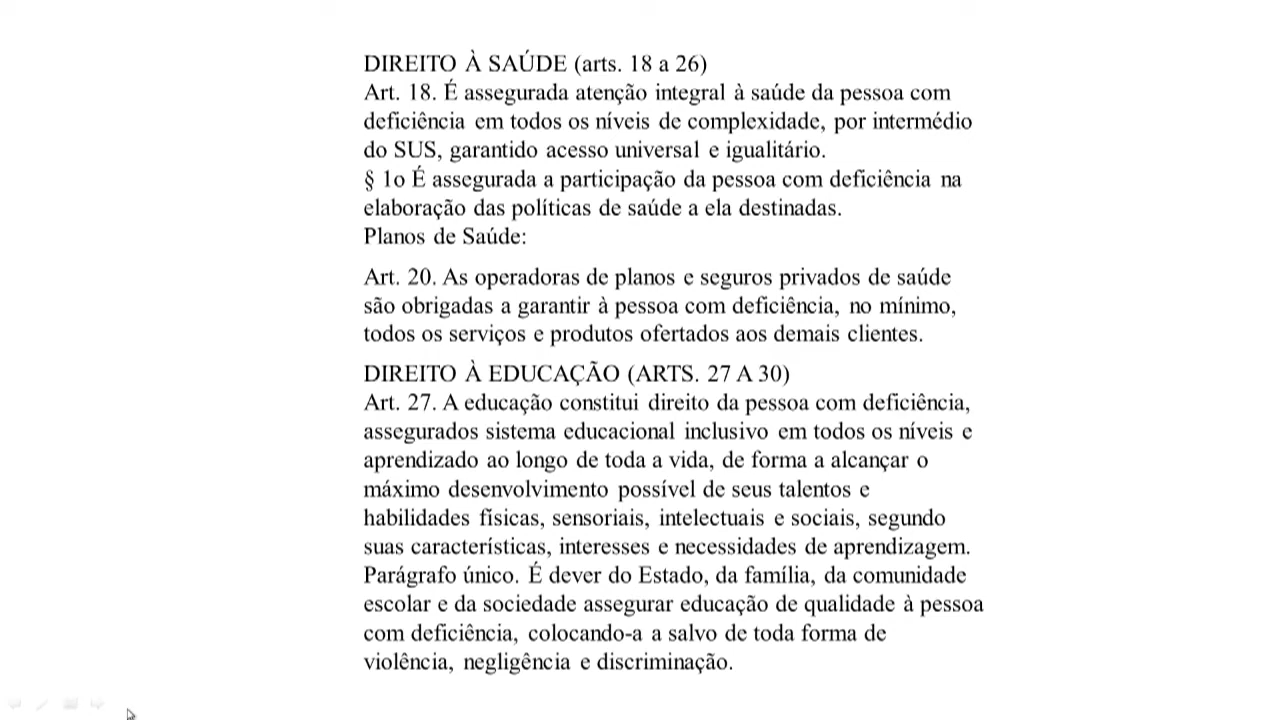 DIREITO À SAÚDE (arts. 18 a 26)
Art. 18. É assegurada atenção integral à saúde da pessoa com
deficiência em todos os níveis de complexidade, por intermédio
do SUS, garantido acesso universal e igualitário.
§ 1o É assegurada a participação da pessoa com deficiência na
elaboração das políticas de saúde a ela destinadas.
Planos de Saúde:
Art. 20. As operadoras de planos e seguros privados de saúde
são obrigadas a garantir à pessoa com deficiência, no mínimo,
todos os serviços e produtos ofertados aos demais clientes.
DIREITO À EDUCAÇÃO (ARTS. 27 A 30)
Art. 27. A educação constitui direito da pessoa com deficiência,
assegurados sistema educacional inclusivo em todos os níveis e
aprendizado ao longo de toda a vida, de forma a alcançar o
máximo desenvolvimento possível de seus talentos e
habilidades físicas, sensoriais, intelectuais e sociais, segundo
suas características, interesses e necessidades de aprendizagem.
Parágrafo único. É dever do Estado, da família, da comunidade
escolar e da sociedade assegurar educação de qualidade à pessoa
com deficiência, colocando-a a salvo de toda forma de
violência, negligência e discriminação.